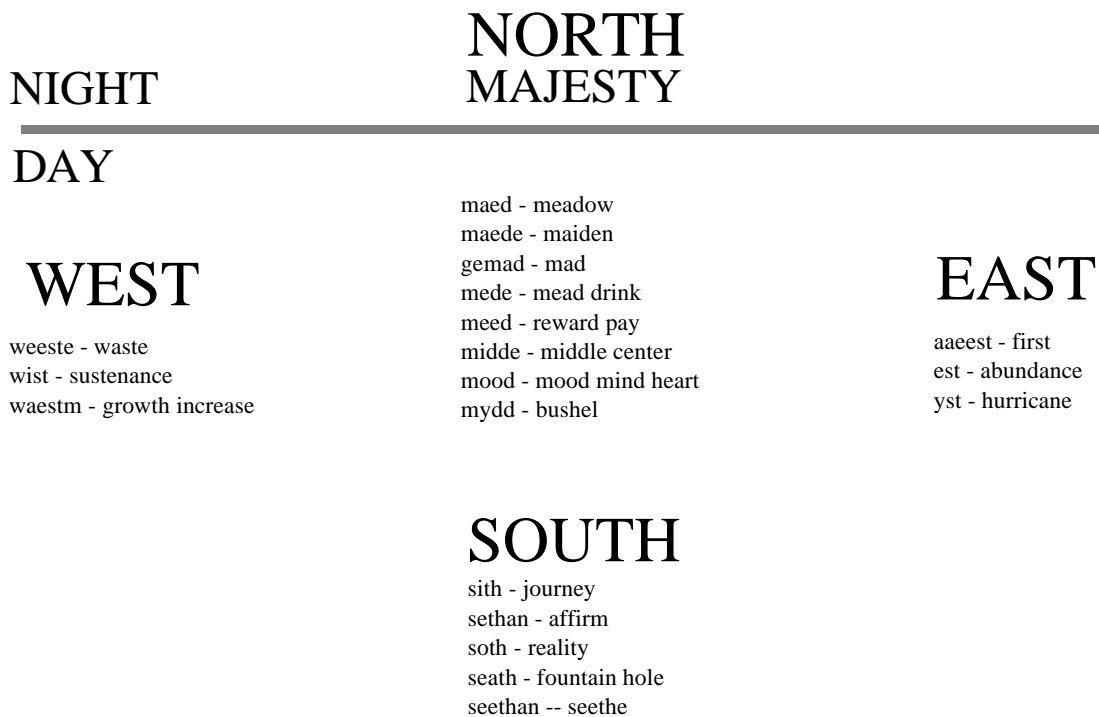 NORTH
NIGHT
MAJESTY
DAY
maed - meadow
maede - maiden
gemad - mad
mede - mead drink
meed - reward pay
midde - middle center
mood - mood mind heart
mydd - bushel
WEST
weeste - waste
wist - sustenance
waestm - growth increase
EAST
aaeest - first
est - abundance
yst - hurricane
SOUTH
sith - journey
sethan - affirm
soth - reality
seath - fountain hole
seethan -- seethe